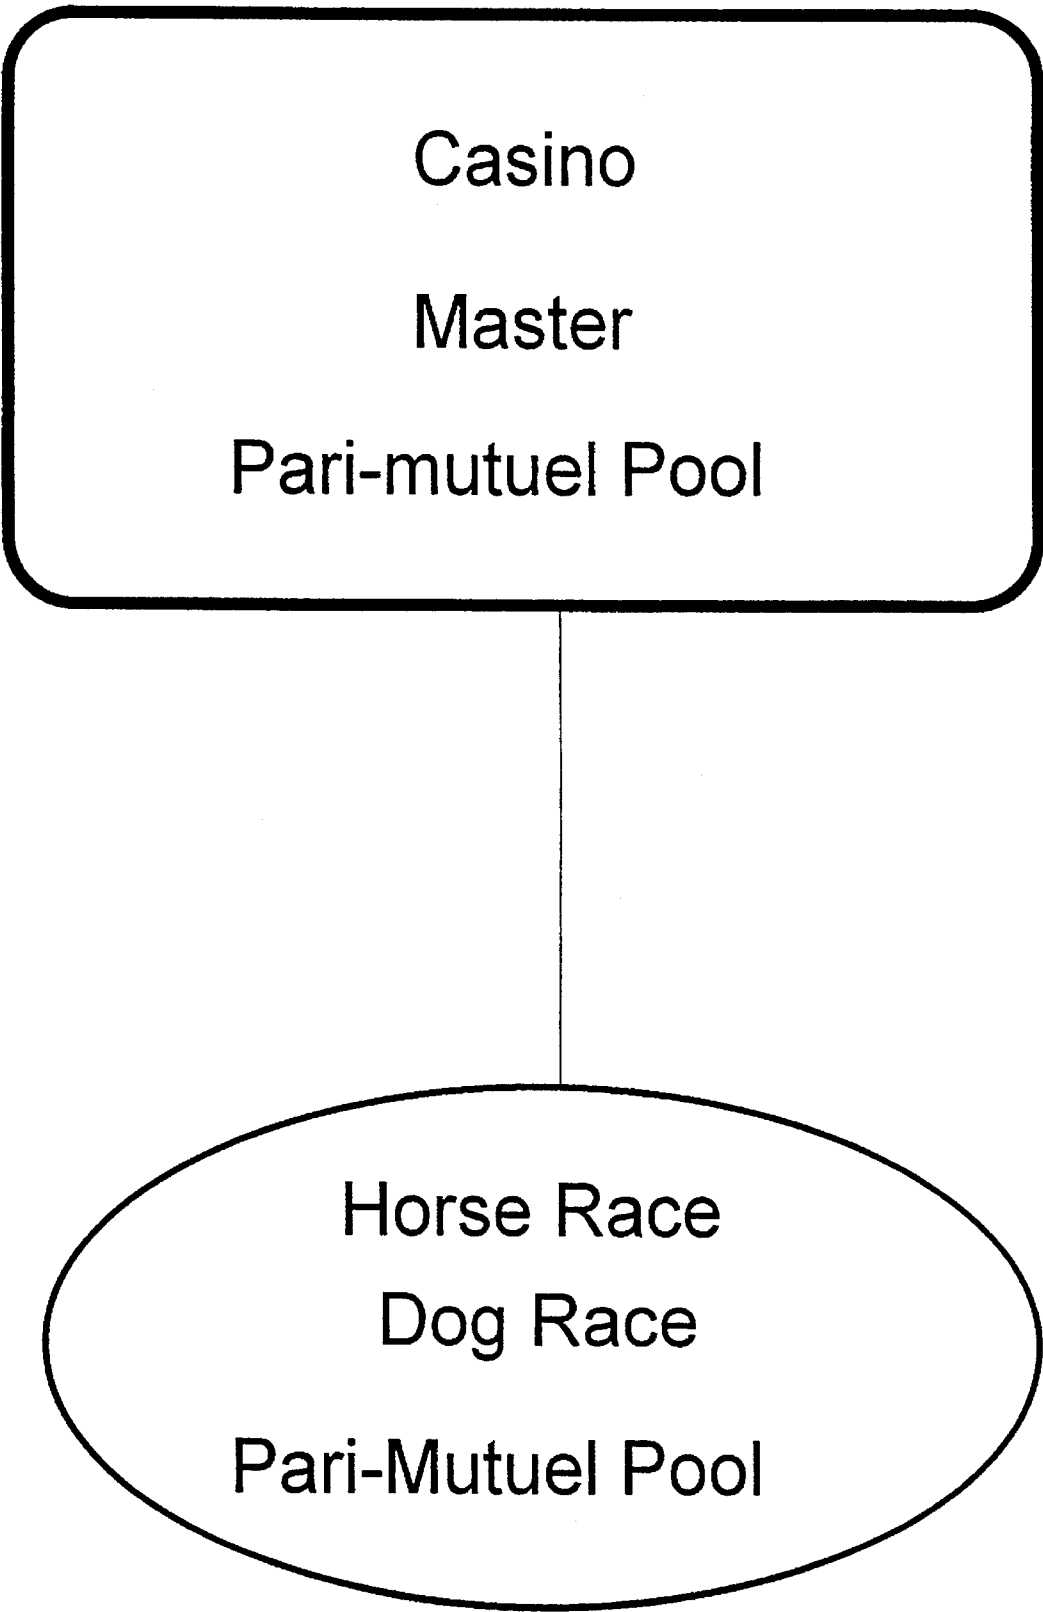 Casino
Master
Pari-mutuel Pool
Horse Race
Dog Race
Pari-Mutuel Pool